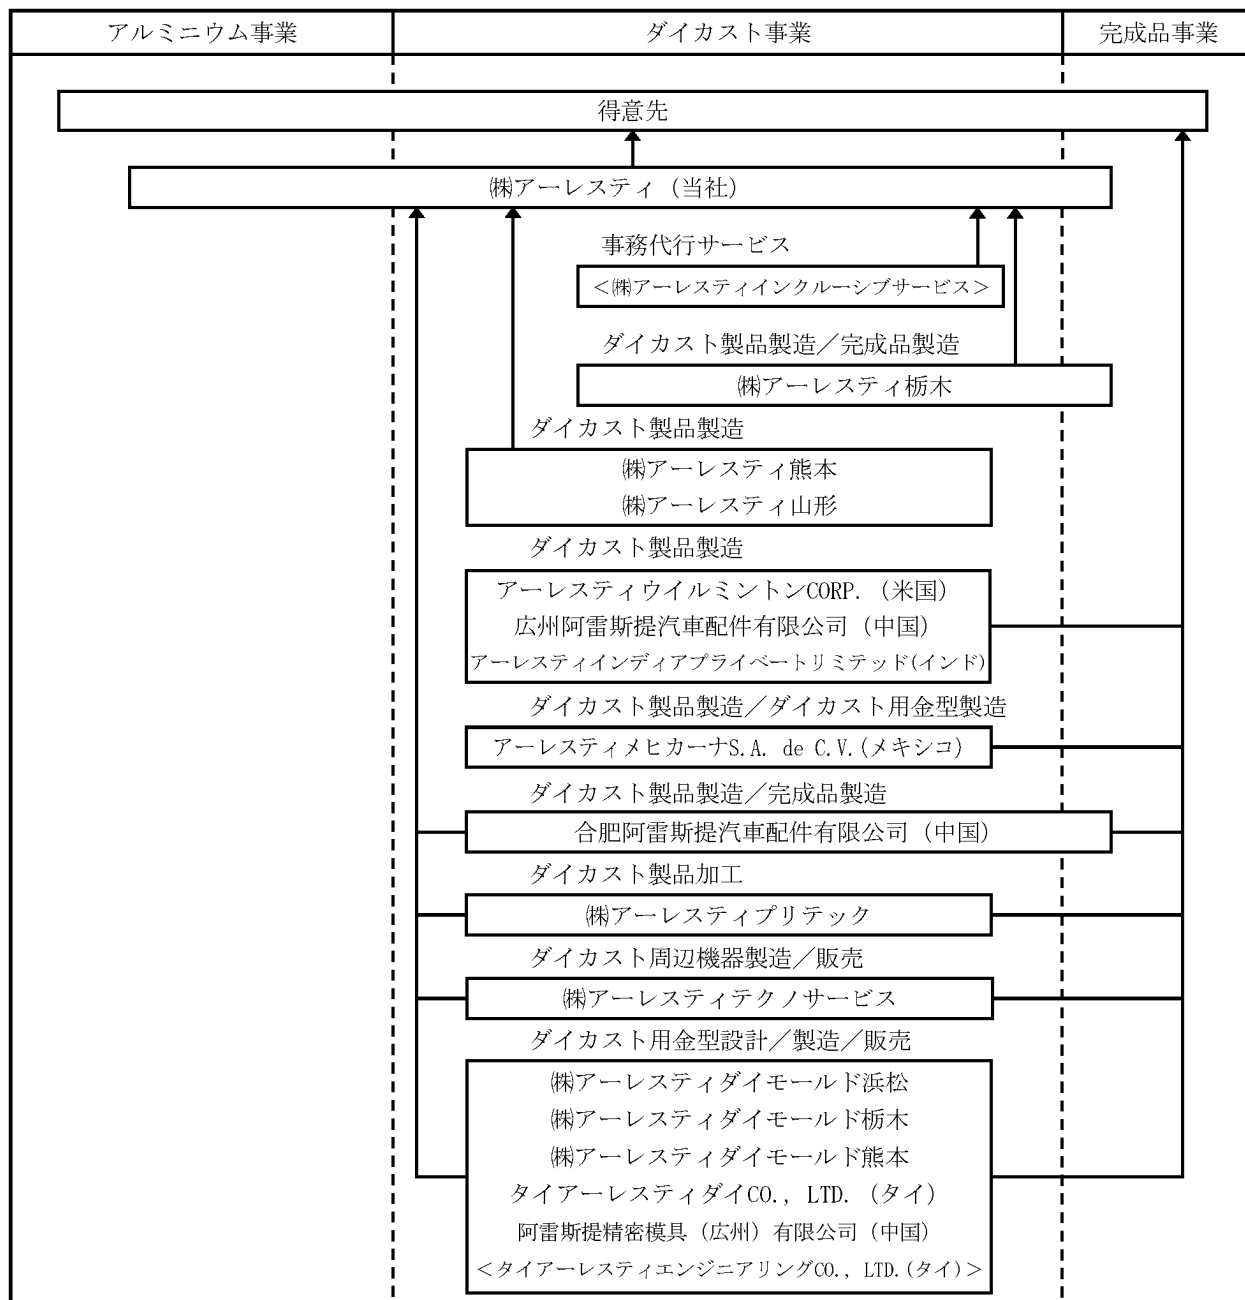 アルミニウム事業
ダイカスト事業
完成品事業
得意先
㈱アーレスティ（当社）
事務代行サービス
＜㈱アーレスティインクルーシブサービス＞
ダイカスト製品製造／完成品製造
㈱アーレスティ栃木
ダイカスト製品製造
㈱アーレスティ熊本
㈱アーレスティ山形
ダイカスト製品製造
アーレスティウイルミントンCORP.（米国）
広州阿雷斯提汽車配件有限公司（中国）
アーレスティインディアプライベートリミテッド(インド)
ダイカスト製品製造／ダイカスト用金型製造
アーレスティメヒカーナS.A. de C.V.(メキシコ)
ダイカスト製品製造／完成品製造
合肥阿雷斯提汽車配件有限公司（中国）
ダイカスト製品加工
㈱アーレスティプリテック
ダイカスト周辺機器製造／販売
㈱アーレスティテクノサービス
ダイカスト用金型設計／製造／販売
㈱アーレスティダイモールド浜松
㈱アーレスティダイモールド栃木
㈱アーレスティダイモールド熊本
タイアーレスティダイCO., LTD.（タイ）
阿雷斯提精密模具（広州）有限公司（中国）
＜タイアーレスティエンジニアリングCO., LTD.(タイ)＞